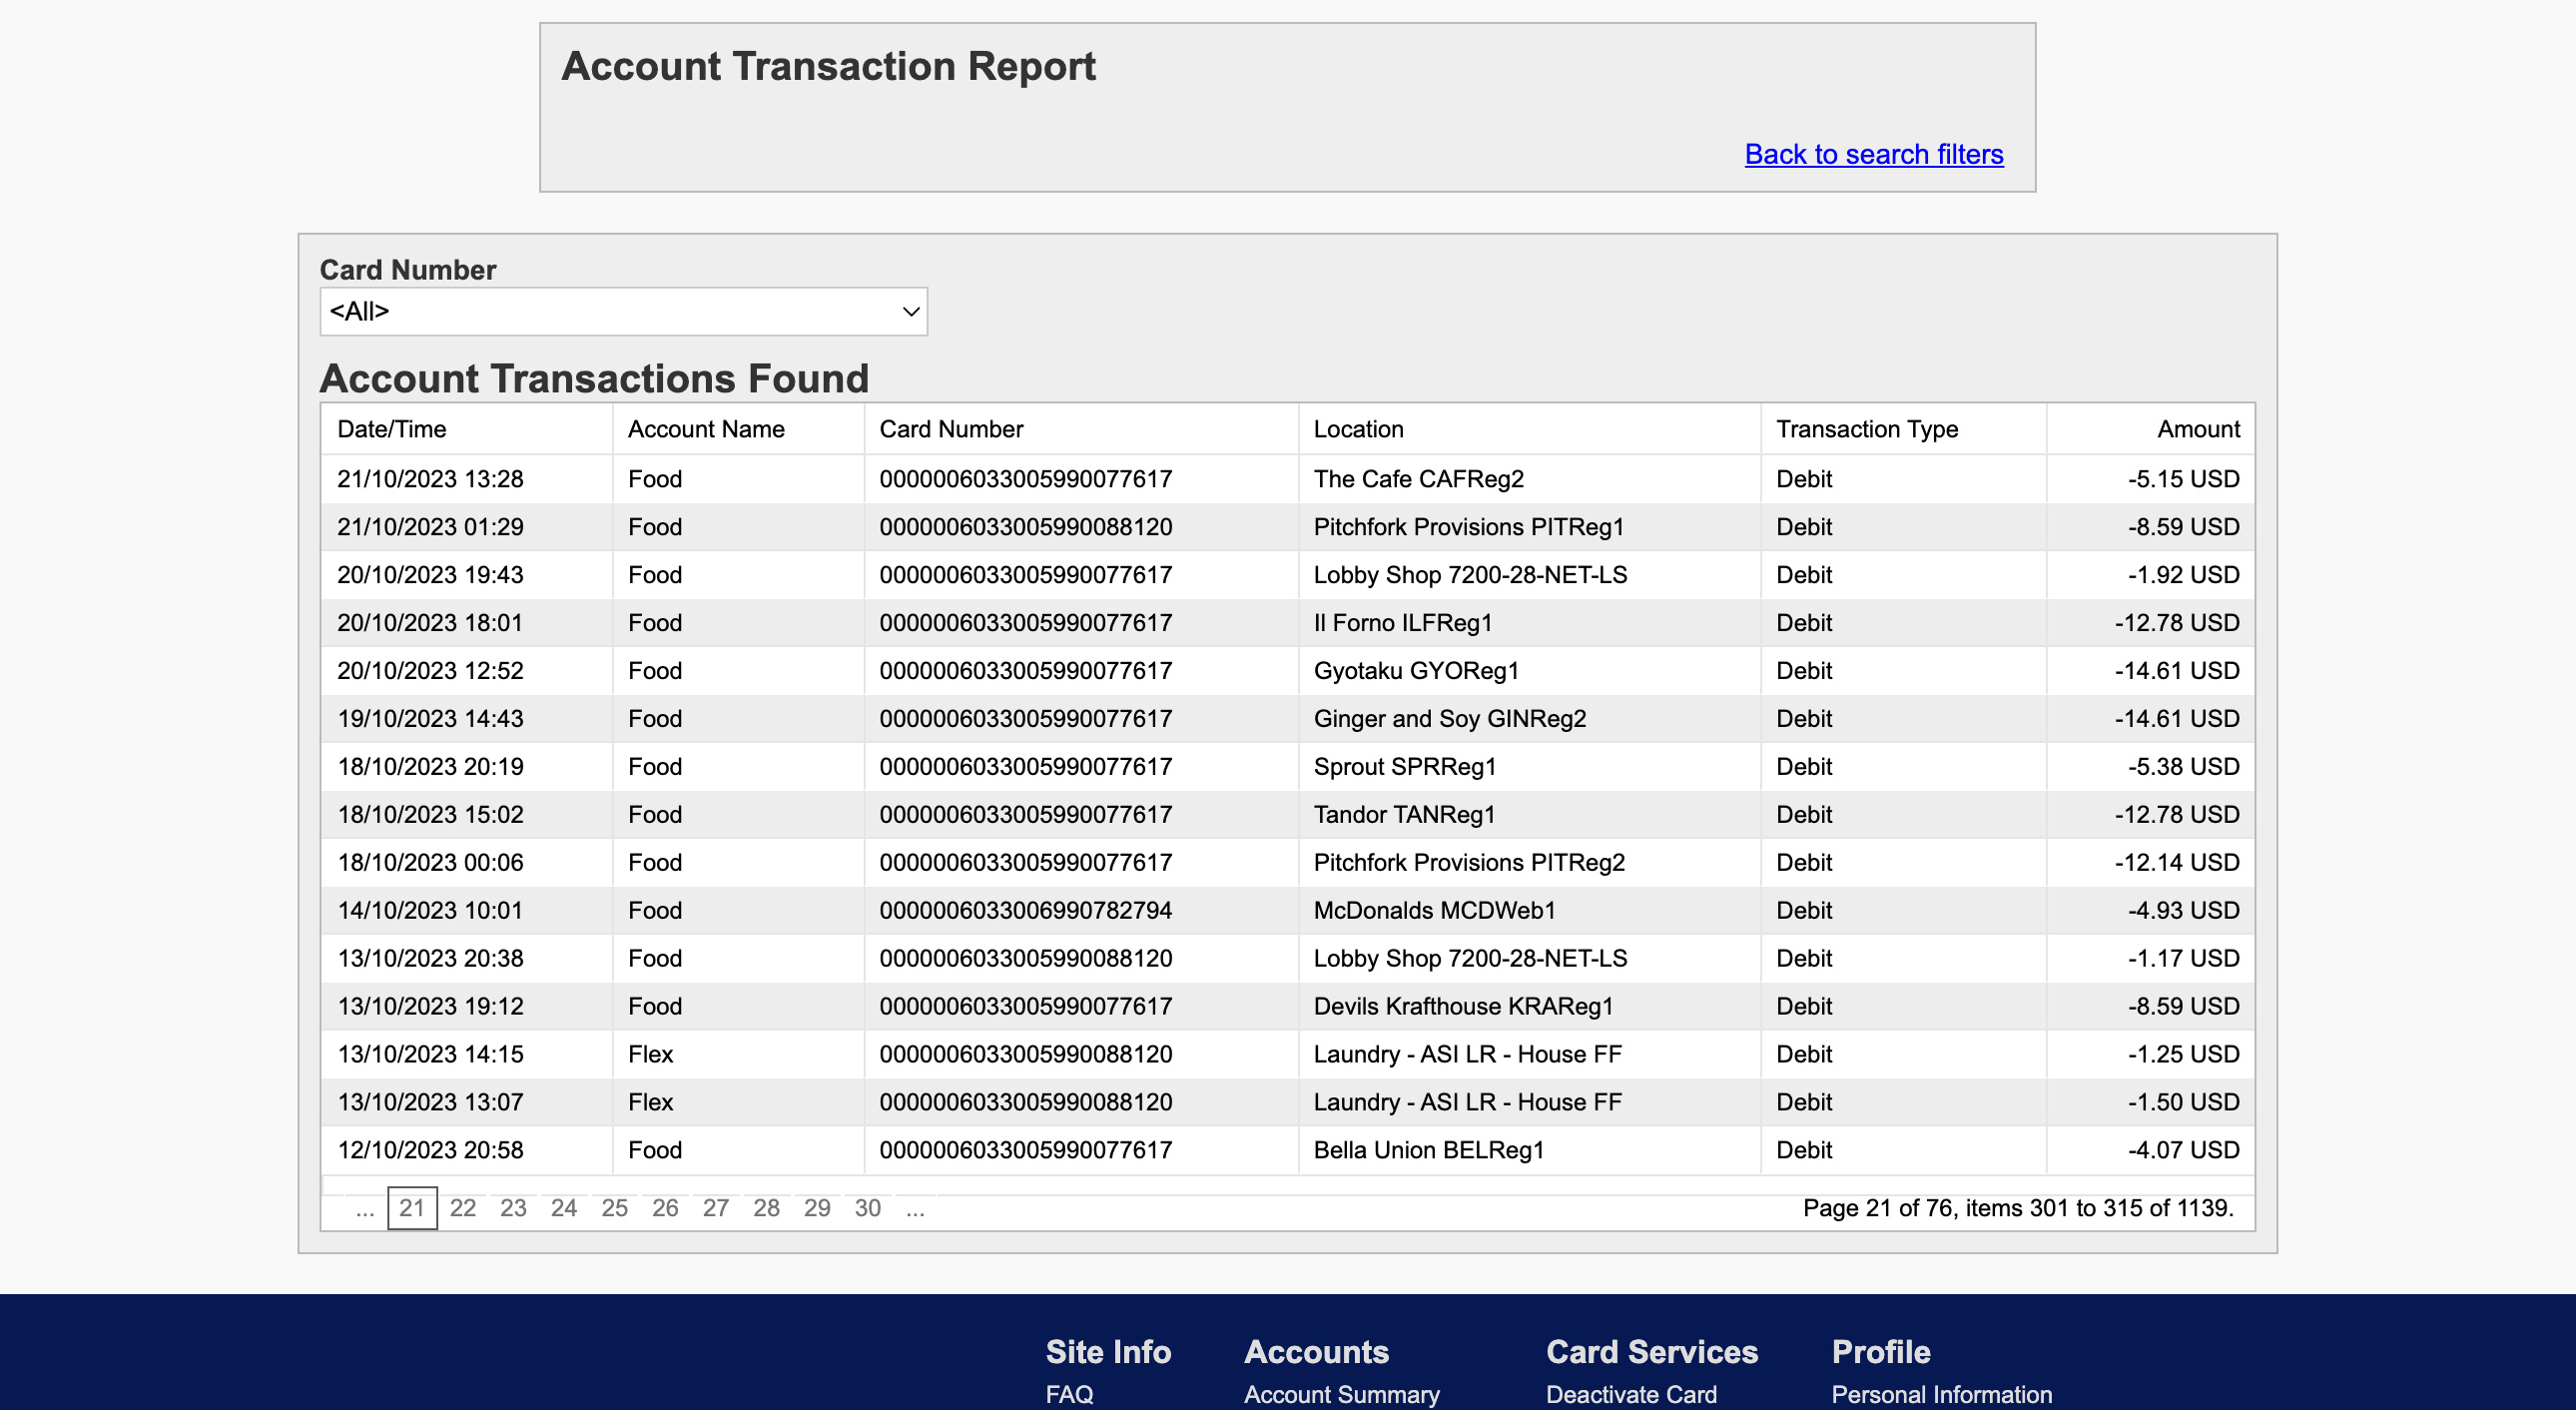 Account Transaction Report
Back to search filters
Card Number
<All>
Account Transactions Found
Date/Time Account Name Card Number Location Transaction Type Amount
21/10/2023 13:28 Food 0000006033005990077617 The Cafe CAFReg2 Debit -5.15 USD
21/10/2023 01:29 Food 0000006033005990088120 Pitchfork Provisions PITReg1 Debit -8.59 USD
20/10/2023 19:43 Food 0000006033005990077617 Lobby Shop 7200-28-NET-LS Debit -1.92 USD
20/10/2023 18:01 Food 0000006033005990077617 Il Forno ILFReg1 Debit -12.78 USD
20/10/2023 12:52 Food 0000006033005990077617 Gyotaku GYOReg1 Debit -14.61 USD
19/10/2023 14:43 Food 0000006033005990077617 Ginger and Soy GINReg2 Debit -14.61 USD
18/10/2023 20:19 Food 0000006033005990077617 Sprout SPRReg1 Debit -5.38 USD
18/10/2023 15:02 Food 0000006033005990077617 Tandor TANReg1 Debit -12.78 USD
18/10/2023 00:06 Food 0000006033005990077617 Pitchfork Provisions PITReg2 Debit -12.14 USD
14/10/2023 10:01 Food 0000006033006990782794 McDonalds MCDWeb1 Debit -4.93 USD
13/10/2023 20:38 Food 0000006033005990088120 Lobby Shop 7200-28-NET-LS Debit -1.17 USD
13/10/2023 19:12 Food 0000006033005990077617 Devils Krafthouse KRAReg1 Debit -8.59 USD
13/10/2023 14:15 Flex 0000006033005990088120 Laundry - ASI LR - House FF Debit -1.25 USD
13/10/2023 13:07 Flex 0000006033005990088120 Laundry - ASI LR - House FF Debit -1.50 USD
12/10/2023 20:58 Food 0000006033005990077617 Bella Union BELReg1 Debit -4.07 USD
... 21 22 23 24 25 26 27 28 29 30 ... Page 21 of 76, items 301 to 315 of 1139.
Site Info Accounts Card Services Profile
FAQ Account Summary Deactivate Card Personal Information